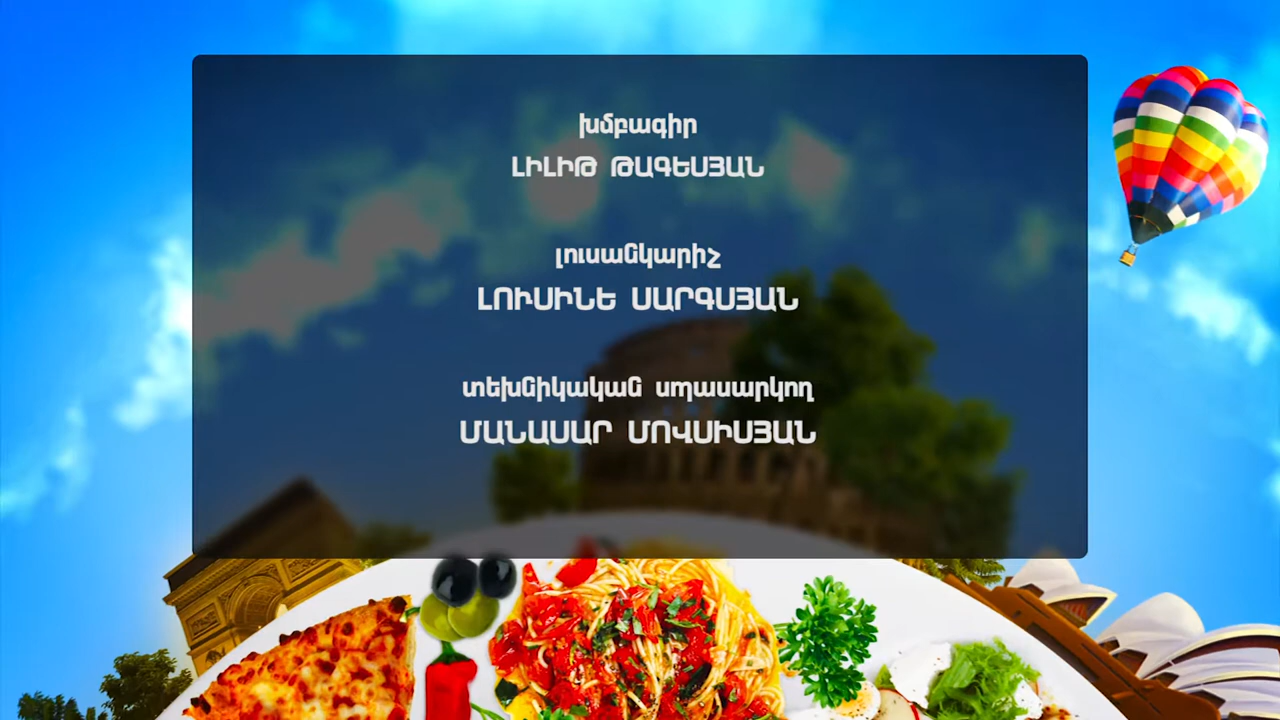 խմբագիր
ԼԻԼԻԹ ԹԱԳԵՍՅԱՆ
լուսանկարիչ
ԼՈՒՍԻՆԵ ՍԱՐԳՍՅԱՆ
տեխնիկական սպասարկող
ՄԱՆԱՍԱՐ ՄՈՎՍԻՍՅԱՆ